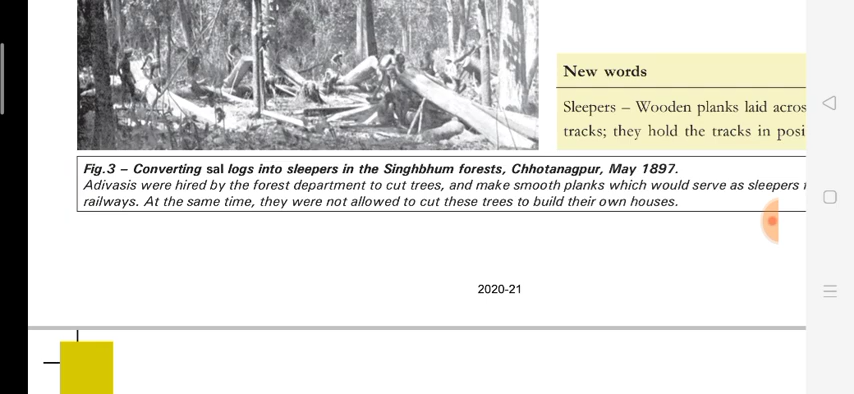 New words
Sleepers – Wooden planks laid
tracks; they hold the tracks in
Fig.3 – Converting sal logs into sleepers in the Singhbhum forests, Chhotanagpur, May 1897.
Adivasis were hired by the forest department to cut trees, and make smooth planks which would serve as sleepers
railways. At the same time, they were not allowed to cut these trees to build their own houses.
2020-21